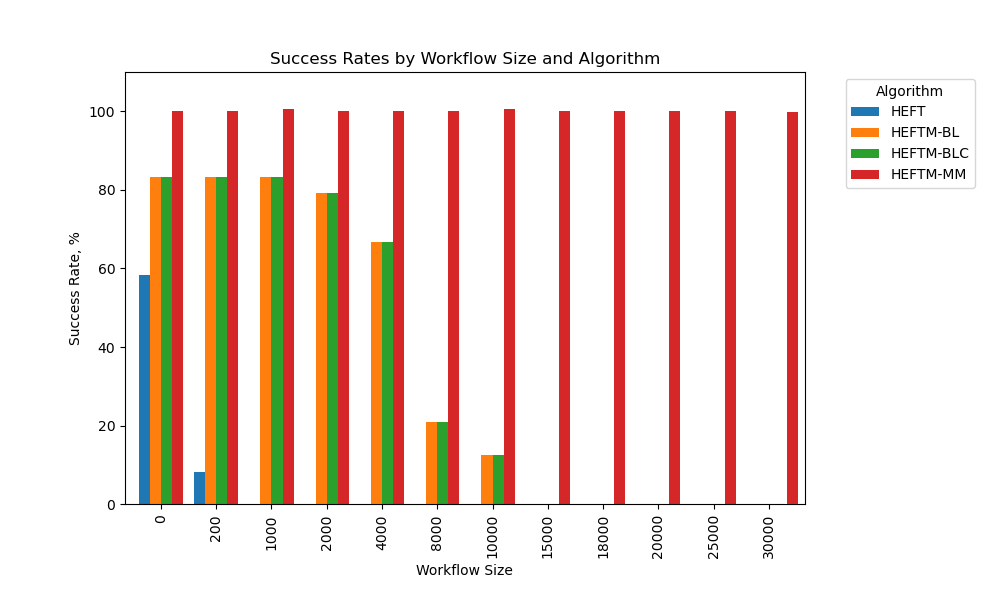 Success Rates by Workflow Size and Algorithm
Algorithm
HEFT
HEFTM-BL
HEFTM-BLC
HEFTM-MM
100
80
60
40
20
0
Success Rate, %
0
200
1000
2000
4000
8000
10000
15000
18000
20000
25000
30000
Workflow Size